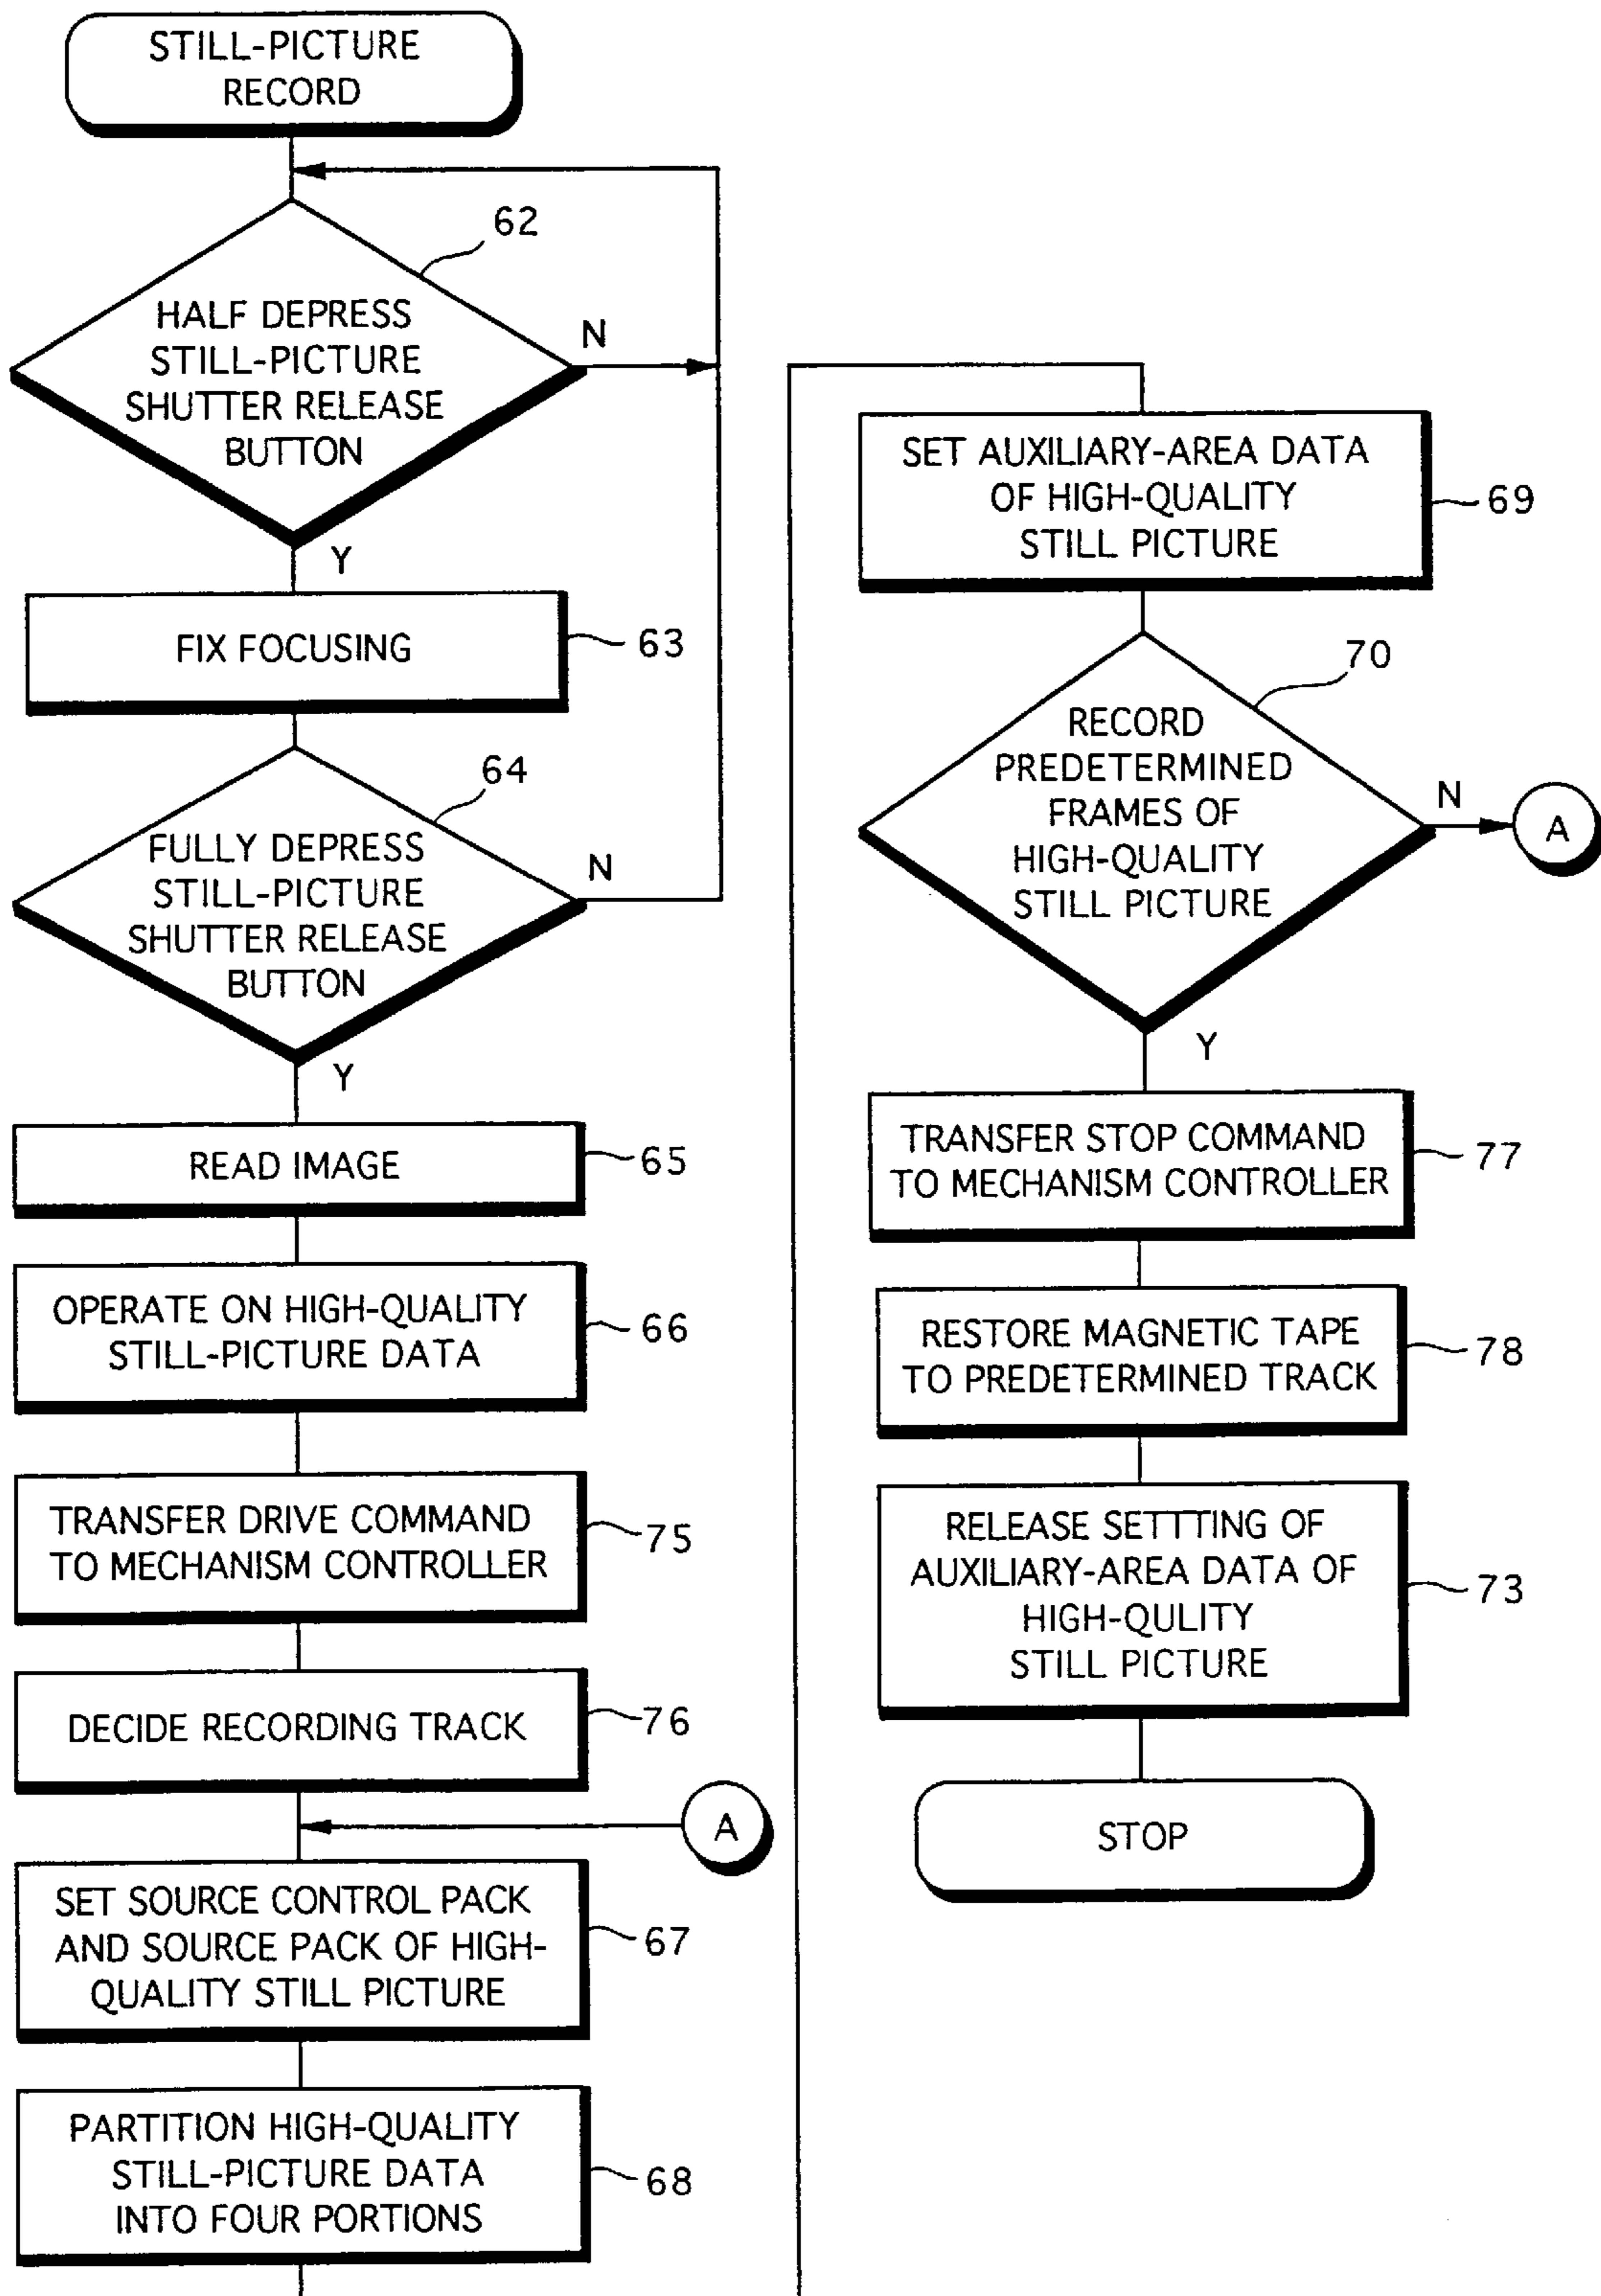 STILL-PICTURE
RECORD
62
HALF DEPRESS
STILL-PICTURE
SHUTTER RELEASE
BUTTON
N
Y
FIX FOCUSING
63
64
FULLY DEPRESS
STILL-PICTURE
SHUTTER RELEASE
BUTTON
N
Y
READ IMAGE
65
OPERATE ON HIGH-QUALITY
STILL-PICTURE DATA
66
TRANSFER DRIVE COMMAND
TO MECHANISM CONTROLLER
75
DECIDE RECORDING TRACK
76
A
SET SOURCE CONTROL PACK
AND SOURCE PACK OF HIGH-
QUALITY STILL PICTURE
67
PARTITION HIGH-QUALITY
STILL-PICTURE DATA
INTO FOUR PORTIONS
68
SET AUXILIARY-AREA DATA
OF HIGH-QUALITY
STILL PICTURE
69
70
RECORD
PREDETERMINED
FRAMES OF
HIGH-QUALITY
STILL PICTURE
N
A
Y
TRANSFER STOP COMMAND
TO MECHANISM CONTROLLER
77
RESTORE MAGNETIC TAPE
TO PREDETERMINED TRACK
78
RELEASE SETTTING OF
AUXILIARY-AREA DATA OF
HIGH-QULITY
STILL PICTURE
73
STOP